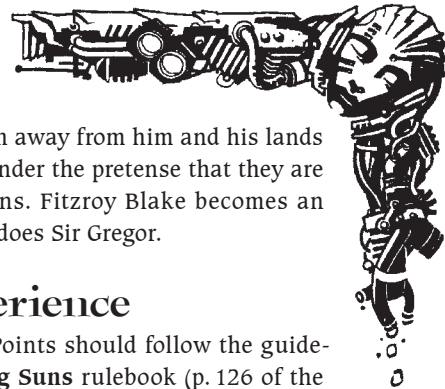 n away from him and his lands
nder the pretense that they are
ns. Fitzroy Blake becomes an
does Sir Gregor.
erience
Points should follow the guide-
g Suns rulebook (p. 126 of the